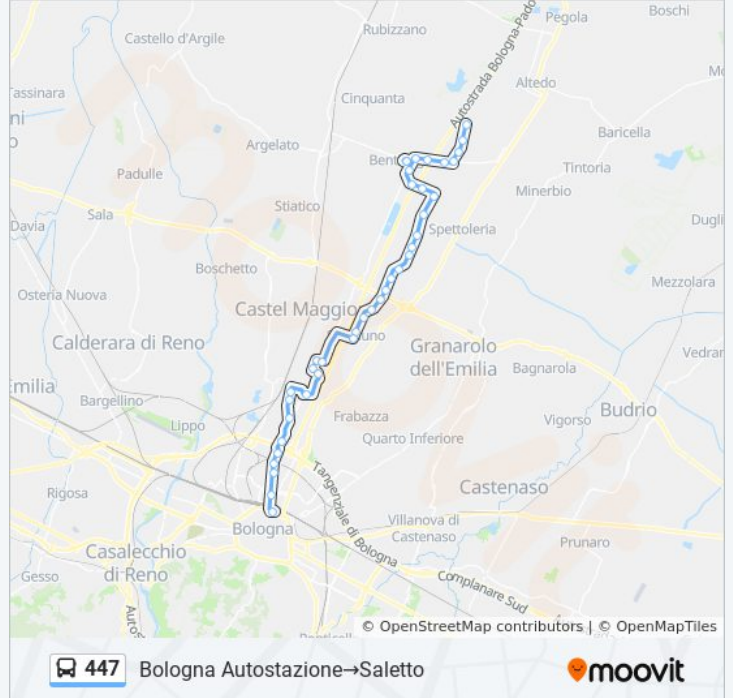 Pegola
Boschi
Rubizzano
Castello d'Argile
Autostrada Bologna-Pado
Altedo
Cinquanta
Baricella
Argelato
Tintoria
Padulle
Minerbio
Stiatico
Sala
Davia
Spettoleria
Dugli
Boschetto
Mezzolara
Osteria Nuova
Castel Maggio
Calderara di Reno
Granarolo
dell'Emilia
Vedrar
Bagnarola
Bargellino
Budrio
Lippo
Frabazza
Vigorso
Quarto Inferiore
Tangenziale di Bologna
Castenaso
Rigosa
Bologna
Villanova di
Castenaso
Prunaro
Casalecchio
di Reno
Gesso
Complanare Sud
© OpenStreetMap contributors | © OpenMapTiles
447
Bologna Autostazione→Saletto
moovit